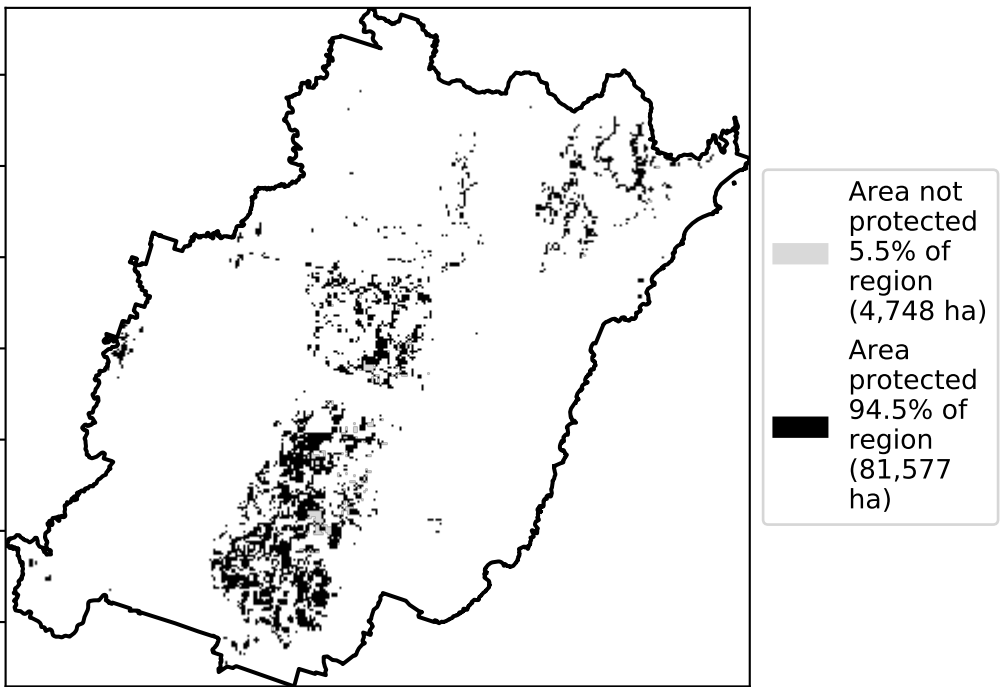 Area not
protected
5.5% of
region
(4,748 ha)
Area
protected
94.5% of
region
(81,577
ha)